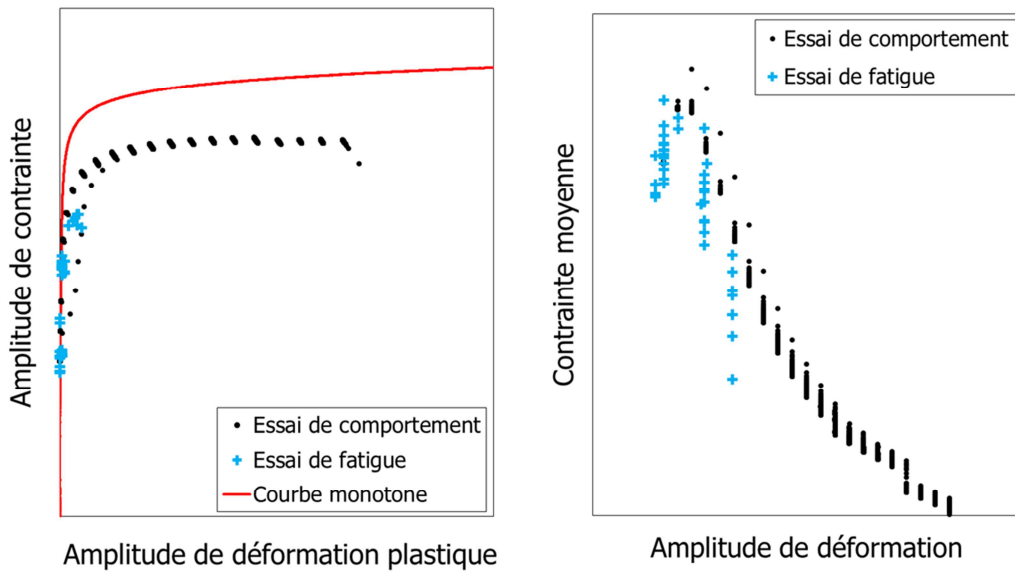 Amplitude de contrainte
Essai de comportement
Essai de fatigue
Courbe monotone
Amplitude de déformation plastique
Contrainte moyenne
Essai de comportement
Essai de fatigue
Amplitude de déformation